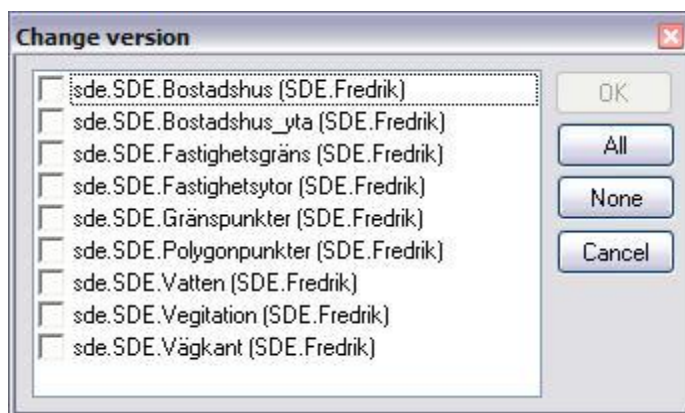 Change version
sde.SDE.Bostadshus (SDE.Fredrik)
sde.SDE.Bostadshus_yta (SDE.Fredrik)
sde.SDE.Fastighetsgräns (SDE.Fredrik)
sde.SDE.Fastighetsytor (SDE.Fredrik)
sde.SDE.Gränspunkter (SDE.Fredrik)
sde.SDE.Polygonpunkter (SDE.Fredrik)
sde.SDE.Vatten (SDE.Fredrik)
sde.SDE.Vegitation (SDE.Fredrik)
sde.SDE.Vägkant (SDE.Fredrik)
OK
All
None
Cancel